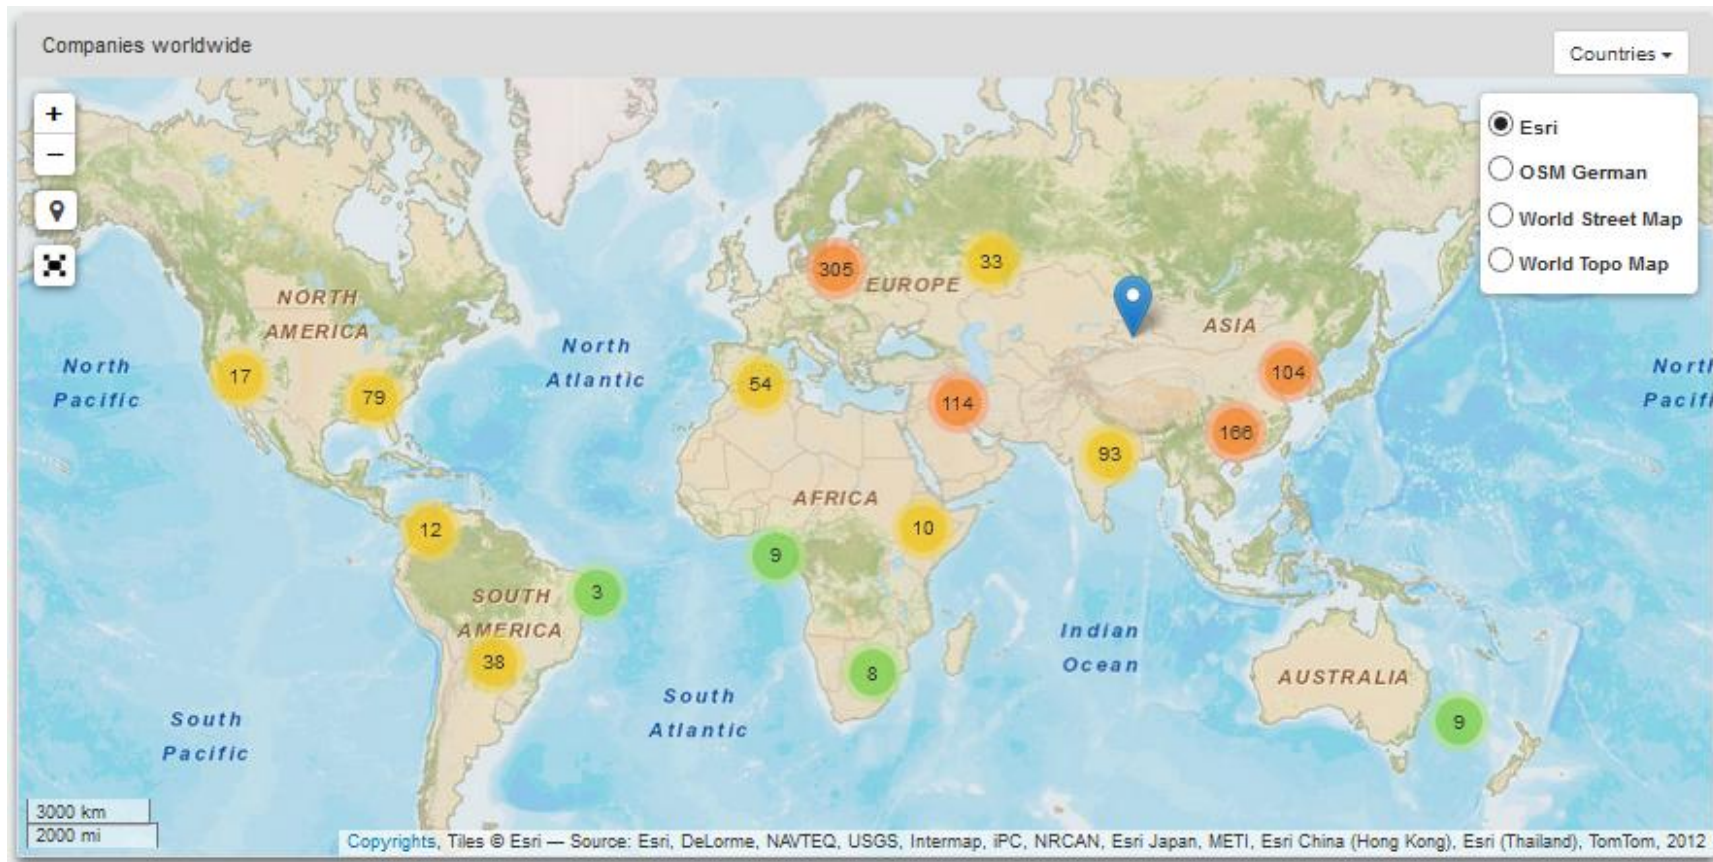 Companies worldwide
Countries
+
−
Esri
OSM German
World Street Map
World Topo Map
305
33
EUROPE
NORTH
AMERICA
ASIA
North
Atlantic
North
Pacific
North
Pacifi
17
79
54
114
104
166
93
AFRICA
12
10
9
3
SOUTH
AMERICA
38
8
Indian
Ocean
AUSTRALIA
South
Atlantic
South
Pacific
9
3000 km
2000 mi
Copyrights, Tiles © Esri — Source: Esri, DeLorme, NAVTEQ, USGS, Intermap, iPC, NRCAN, Esri Japan, METI, Esri China (Hong Kong), Esri (Thailand), TomTom, 2012